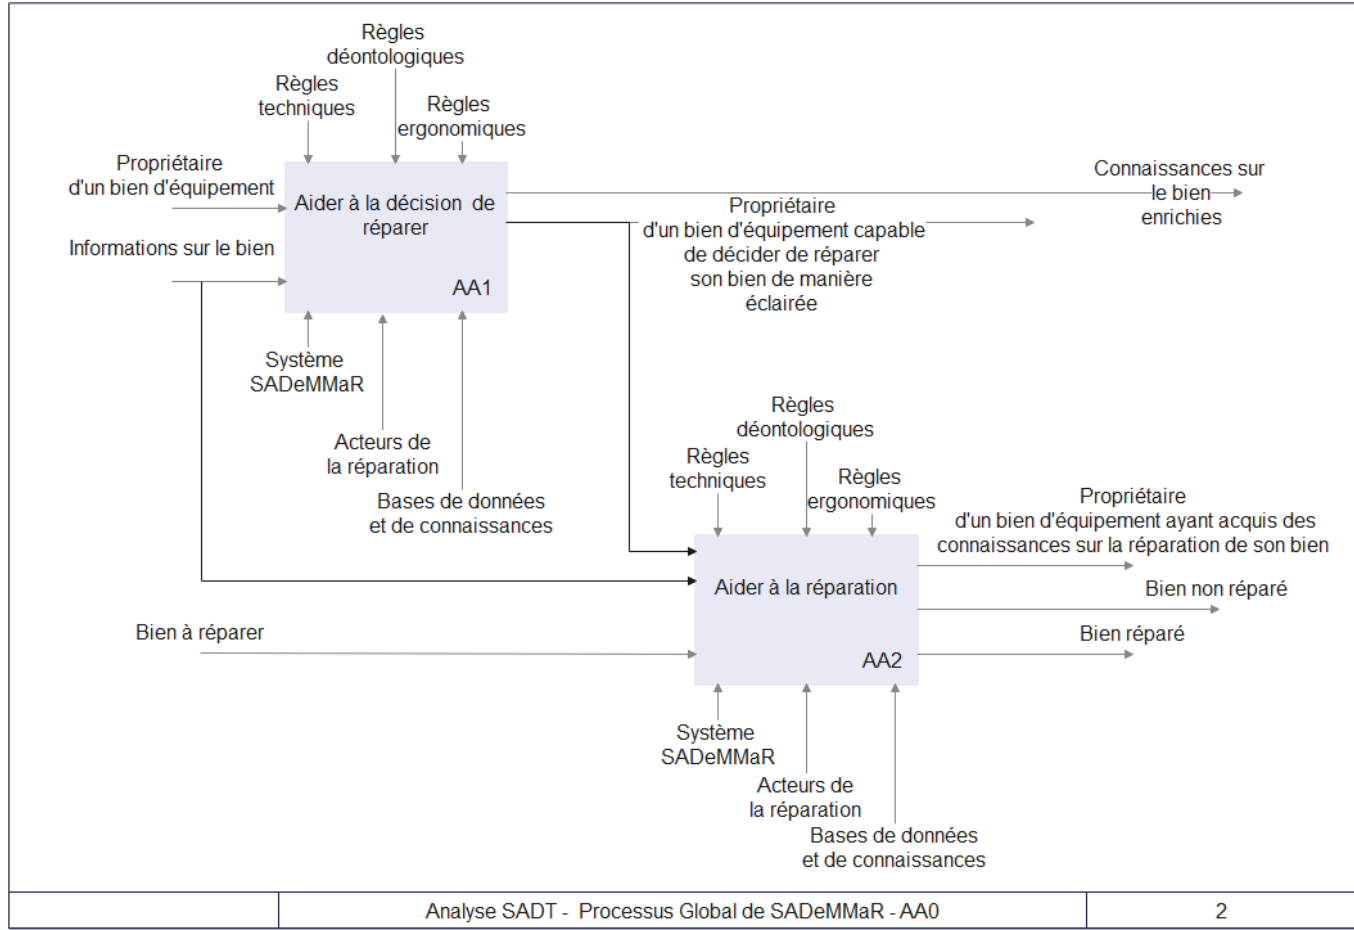 Règles
déontologiques
Règles
techniques
Règles
ergonomiques
Propriétaire
d'un bien d'équipement
Informations sur le bien
Aider à la décision de
réparer
AA1
Connaissances sur
le bien
enrichies
Propriétaire
d'un bien d'équipement capable
de décider de réparer
son bien de manière
éclairée
Système
SADeMMaR
Acteurs de
la réparation
Bases de données
et de connaissances
Règles
déontologiques
Règles
techniques
Règles
ergonomiques
Bien à réparer
Aider à la réparation
AA2
Propriétaire
d'un bien d'équipement ayant acquis des
connaissances sur la réparation de son bien
Bien non réparé
Bien réparé
Système
SADeMMaR
Acteurs de
la réparation
Bases de données
et de connaissances
Analyse SADT - Processus Global de SADeMMaR - AA0
2